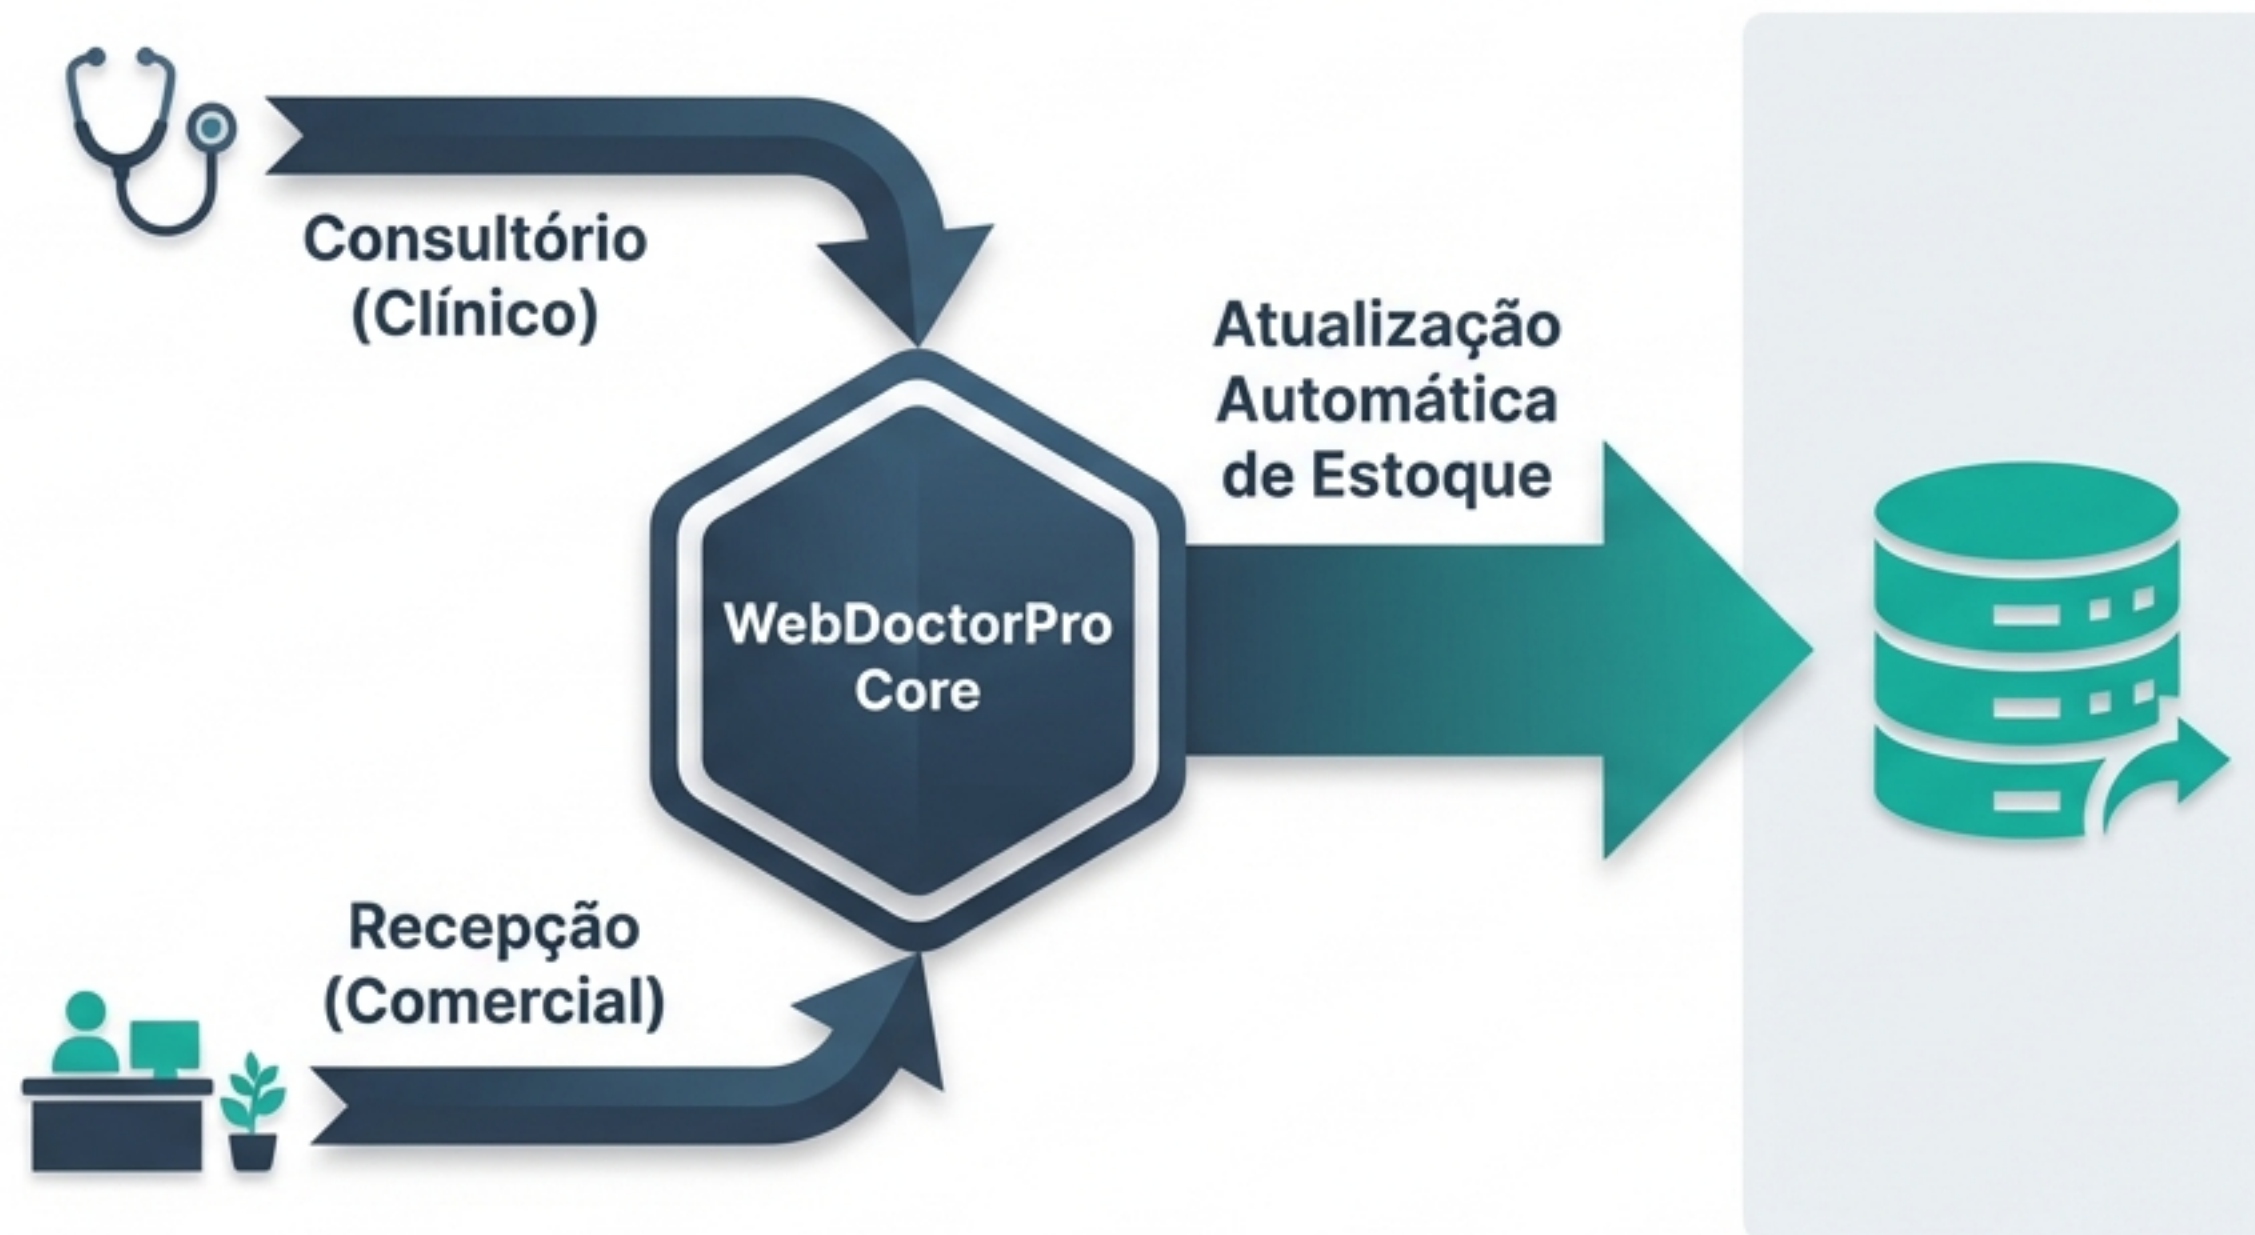 Consultório
(Clínico)
Atualização
Automática
de Estoque
WebDoctorPro
Core
Recepção
(Comercial)